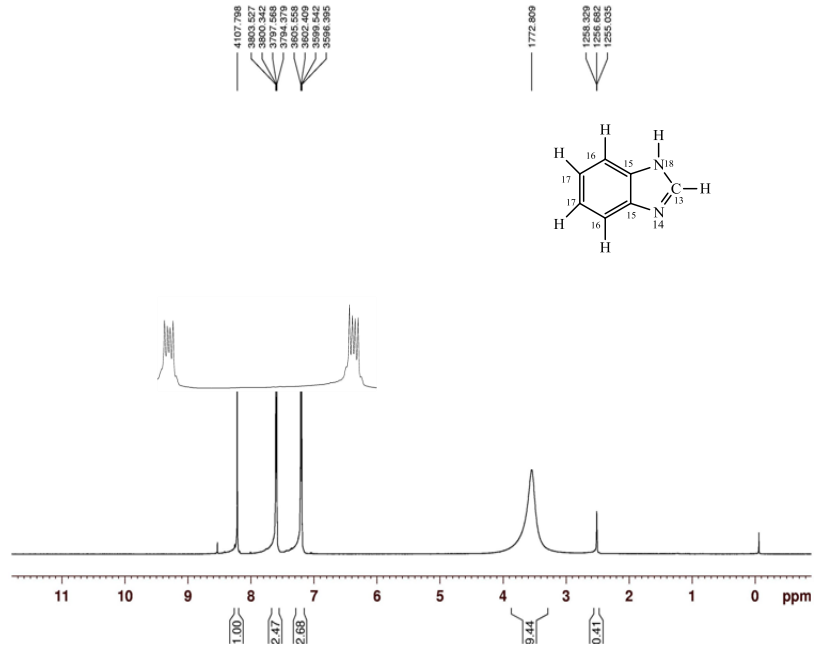 4107.798
3803.527
3800.342
3797.568
3794.379
3605.558
3602.409
3599.542
3596.395
1772.809
1258.329
1256.682
1255.035
H
H
H 16 15 N18
17 C H
13
17 15 N
H 16 14
H
11 10 9 8 7 6 5 4 3 2 1 0 ppm
1.00 2.47 2.68 9.44 0.41